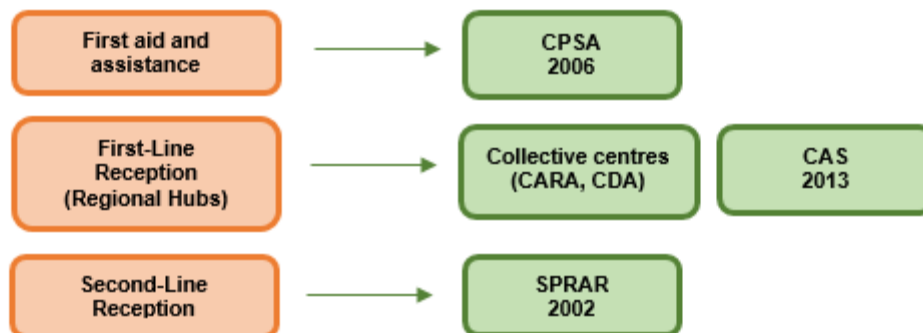 First aid and
assistance
CPSA
2006
First-Line
Reception
(Regional Hubs)
Collective centres
(CARA, CDA)
CAS
2013
Second-Line
Reception
SPRAR
2002